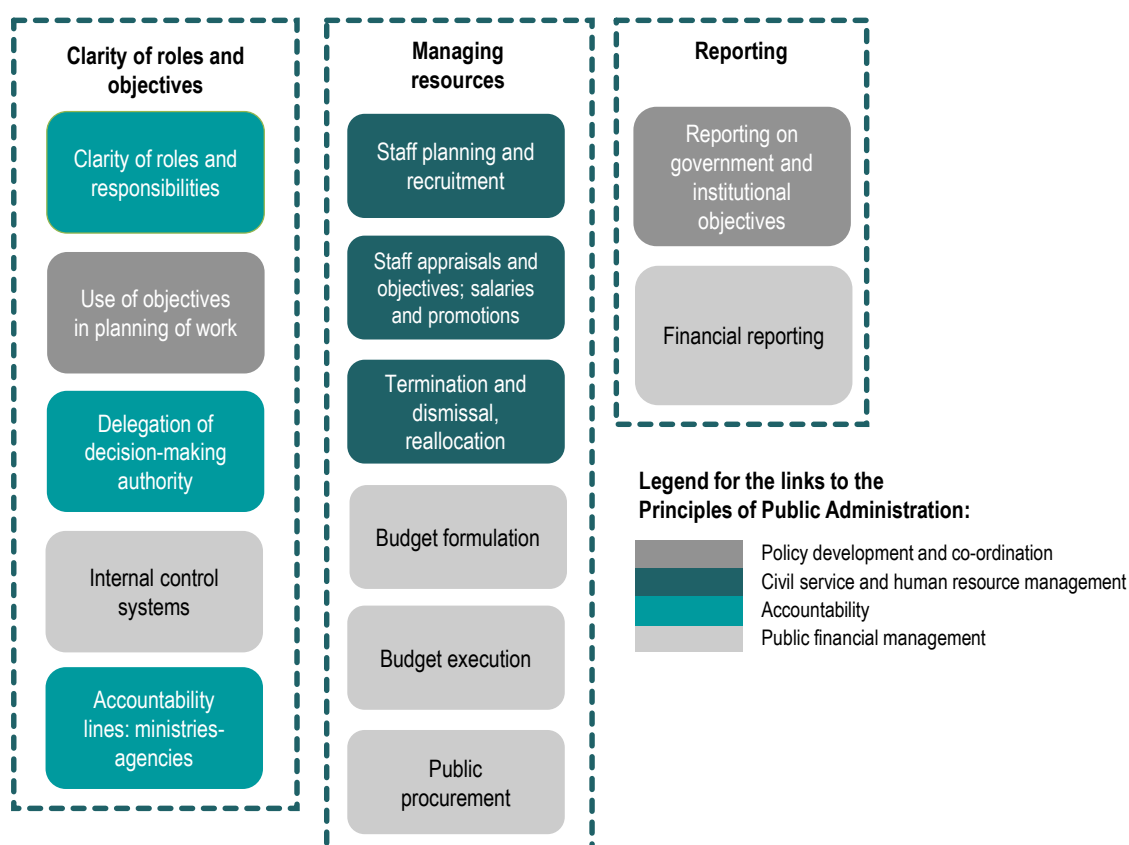 Clarity of roles and
objectives
Clarity of roles and
responsibilities
Use of objectives
in planning of work
Delegation of
decision-making
authority
Internal control
systems
Accountability
lines: ministries-
agencies
Managing
resources
Staff planning and
recruitment
Staff appraisals and
objectives; salaries
and promotions
Termination and
dismissal,
reallocation
Budget formulation
Budget execution
Public
procurement
Reporting
Reporting on
government and
institutional
objectives
Financial reporting
Legend for the links to the
Principles of Public Administration:
Policy development and co-ordination
Civil service and human resource management
Accountability
Public financial management